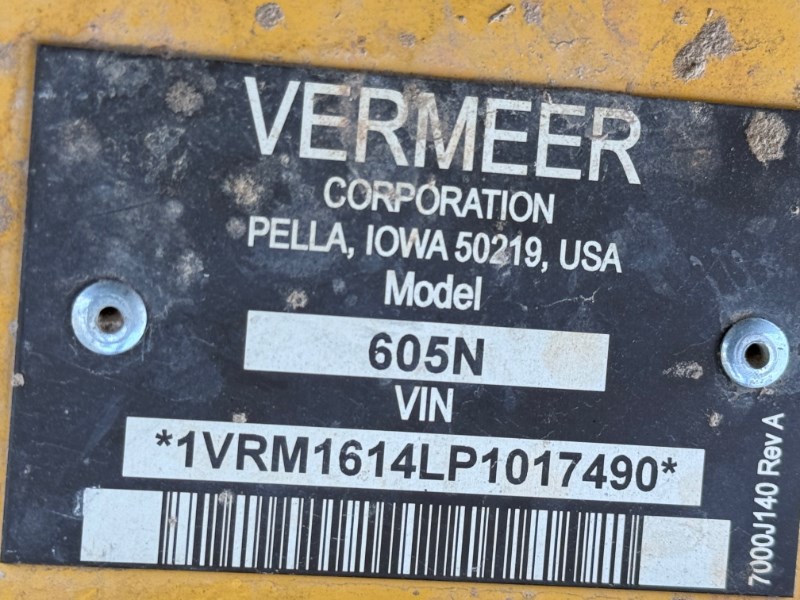 VERMEER
CORPORATION
PELLA, IOWA 50219, USA
Model
605N
VIN
*1VRM1614LP1017490*
7000J140 Rev A